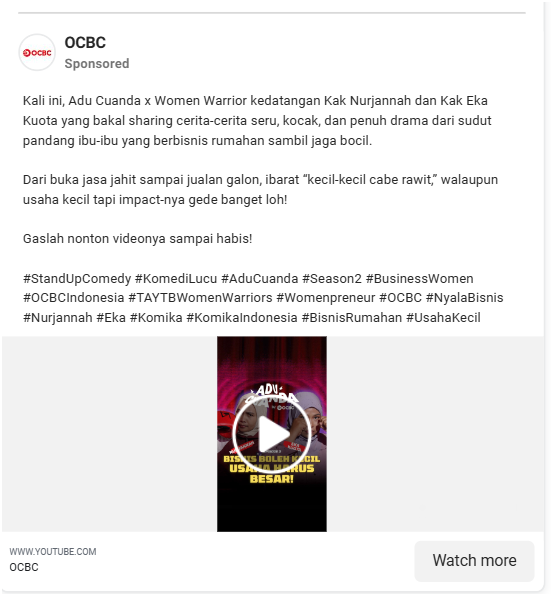 OCBC
OCBC
Sponsored
Kali ini, Adu Cuanda x Women Warrior kedatangan Kak Nurjannah dan Kak Eka
Kuota yang bakal sharing cerita-cerita seru, kocak, dan penuh drama dari sudut
pandang ibu-ibu yang berbisnis rumahan sambil jaga bocil.
Dari buka jasa jahit sampai jualan galon, ibarat “kecil-kecil cabe rawit,” walaupun
usaha kecil tapi impact-nya gede banget loh!
Gaslah nonton videonya sampai habis!
#StandUpComedy #KomediLucu #AduCuanda #Season2 #BusinessWomen
#OCBCIndonesia #TAYTBWomenWarriors #Womenpreneur #OCBC #NyalaBisnis
#Nurjannah #Eka #Komika #KomikaIndonesia #BisnisRumahan #UsahaKecil
ADU
OCBC
BISNIS BOLEH KECIL
USAHA HARUS
BESAR!
WWW.YOUTUBE.COM
OCBC
Watch more